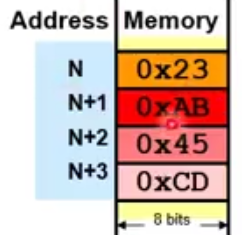 Address Memory
N 0x23
N+1 0xAB
N+2 0x45
N+3 0xCD
8 bits